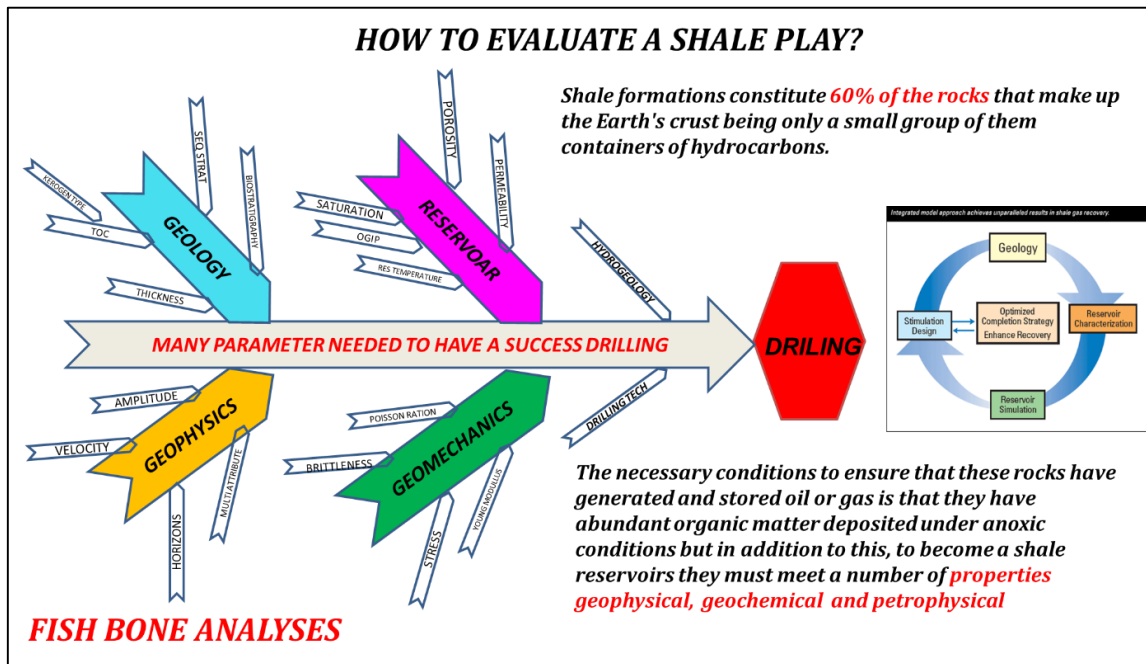 HOW TO EVALUATE A SHALE PLAY?
Shale formations constitute 60% of the rocks that make up
the Earth's crust being only a small group of them
containers of hydrocarbons.
KEROGEN TYPE
TOC
SEQ STRAT
BIOSTRATIGRAPHY
THICKNESS
GEOLOGY
SATURATION
OGIP
RES TEMPERATURE
POROSITY
PERMEABILITY
RESERVOAR
HYDROGEOLOGY
MANY PARAMETER NEEDED TO HAVE A SUCCESS DRILLING
DRILING
AMPLITUDE
VELOCITY
HORIZONS
MULTI ATTRIBUTE
GEOPHYSICS
POISSON RATION
BRITTLENESS
STRESS
YOUNG MODULLUS
GEOMECHANICS
DRILLING TECH
Integrated model approach achieves unparalleled results in shale gas recovery.
Geology
Stimulation
Design
Optimized
Completion Strategy
Enhance Recovery
Reservoir
Characterization
Reservoir
Simulation
The necessary conditions to ensure that these rocks have
generated and stored oil or gas is that they have
abundant organic matter deposited under anoxic
conditions but in addition to this, to become a shale
reservoirs they must meet a number of properties
geophysical, geochemical and petrophysical
FISH BONE ANALYSES